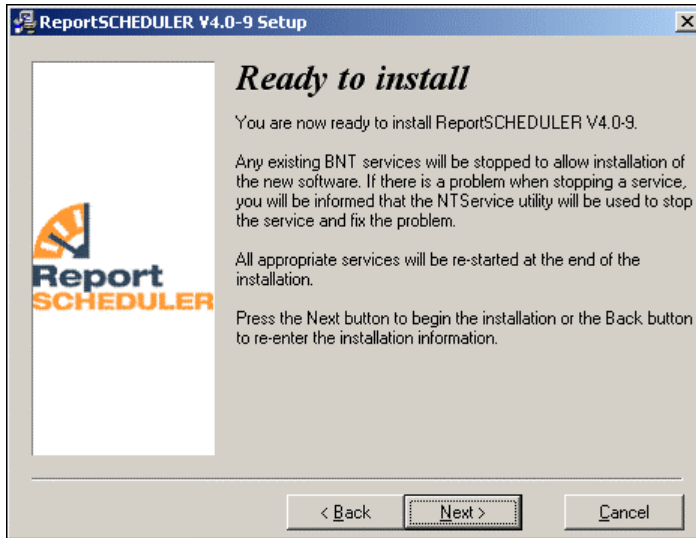 ReportSCHEDULER V4.0-9 Setup
Ready to install
You are now ready to install ReportSCHEDULER V4.0-9.
Any existing BNT services will be stopped to allow installation of
the new software. If there is a problem when stopping a service,
you will be informed that the NTService utility will be used to stop
the service and fix the problem.
All appropriate services will be re-started at the end of the
installation.
Press the Next button to begin the installation or the Back button
to re-enter the installation information.
Report
SCHEDULER
< Back
Next >
Cancel